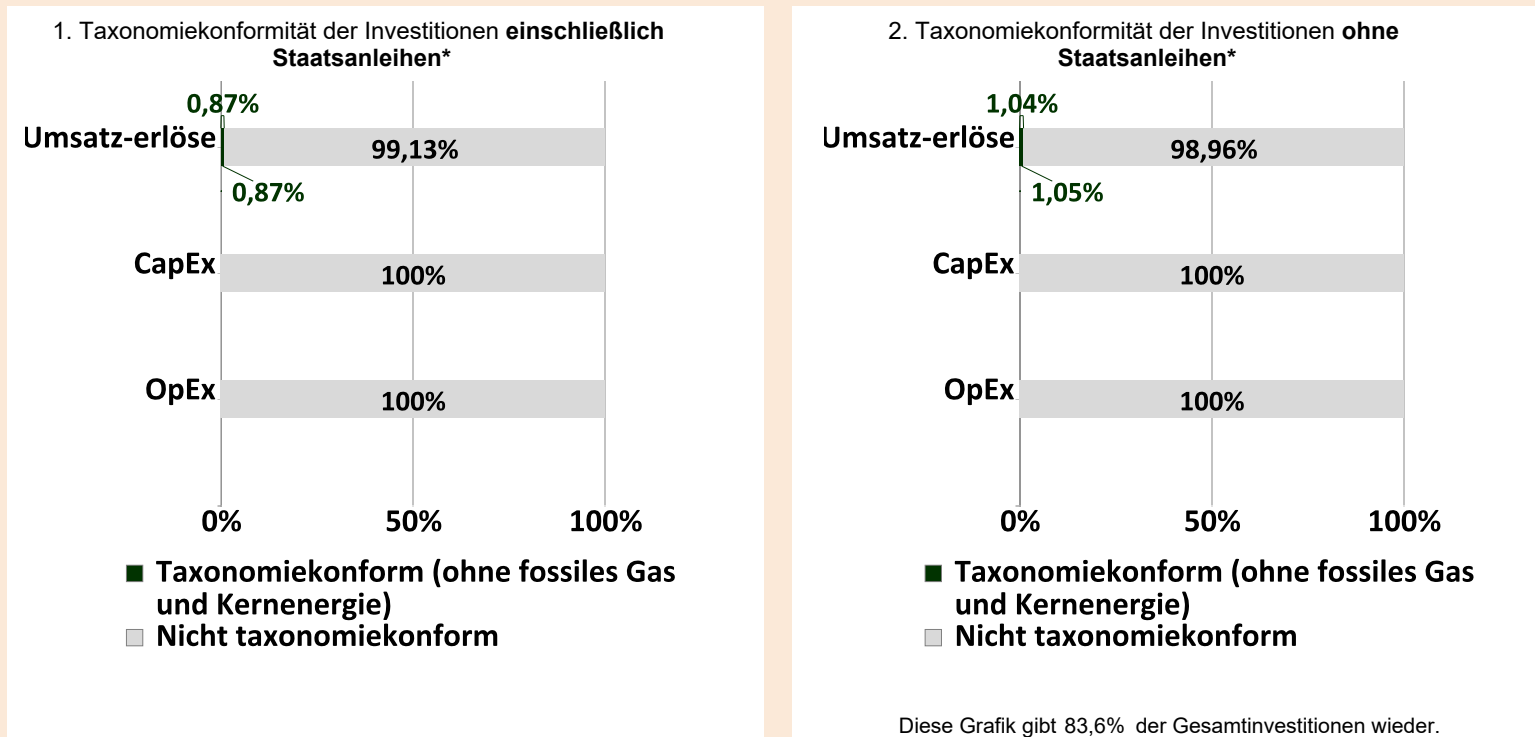 1. Taxonomiekonformität der Investitionen einschließlich
Staatsanleihen*
0,87%
Umsatz-erlöse
99,13%
0,87%
CapEx
100%
OpEx
100%
0%
50%
100%
Taxonomiekonform (ohne fossiles Gas
und Kernenergie)
Nicht taxonomiekonform
2. Taxonomiekonformität der Investitionen ohne
Staatsanleihen*
1,04%
Umsatz-erlöse
98,96%
1,05%
CapEx
100%
OpEx
100%
0%
50%
100%
Taxonomiekonform (ohne fossiles Gas
und Kernenergie)
Nicht taxonomiekonform
Diese Grafik gibt 83,6% der Gesamtinvestitionen wieder.